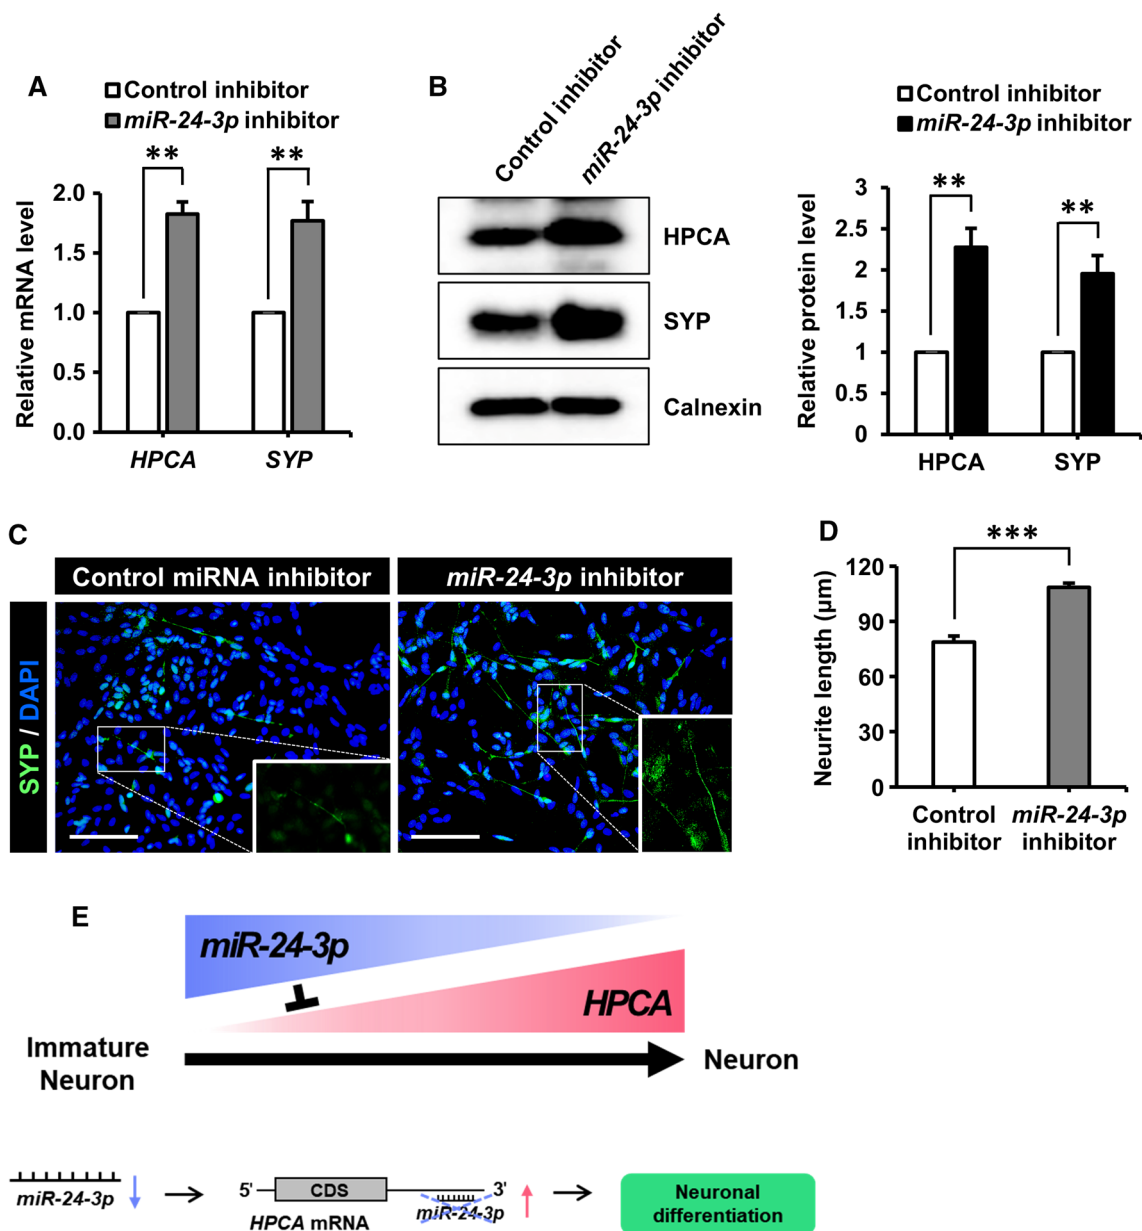 A
Control inhibitor
miR-24-3p inhibitor
**
**
Relative mRNA level
2.0
1.5
1.0
0.5
0.0
HPCA
SYP
B
Control inhibitor
miR-24-3p inhibitor
HPCA
SYP
Calnexin
Control inhibitor
miR-24-3p inhibitor
**
**
Relative protein level
3
2.5
2
1.5
1
0.5
0
HPCA
SYP
C
Control miRNA inhibitor
miR-24-3p inhibitor
SYP / DAPI
D
***
Neurite length (μm)
120
90
60
30
0
Control
inhibitor
miR-24-3p
inhibitor
E
miR-24-3p
HPCA
Immature
Neuron
Neuron
miR-24-3p
5'
CDS
3'
miR-24-3p
HPCA mRNA
Neuronal
differentiation